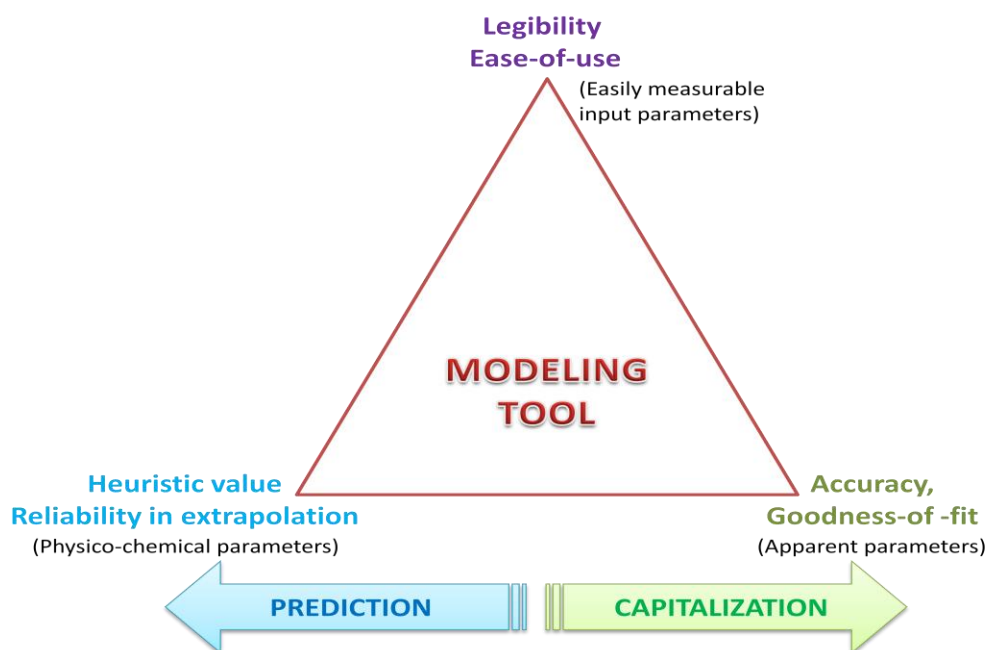 Legibility
Ease-of-use
(Easily measurable
input parameters)
MODELING
TOOL
Heuristic value
Reliability in extrapolation
(Physico-chemical parameters)
Accuracy,
Goodness-of -fit
(Apparent parameters)
PREDICTION
CAPITALIZATION